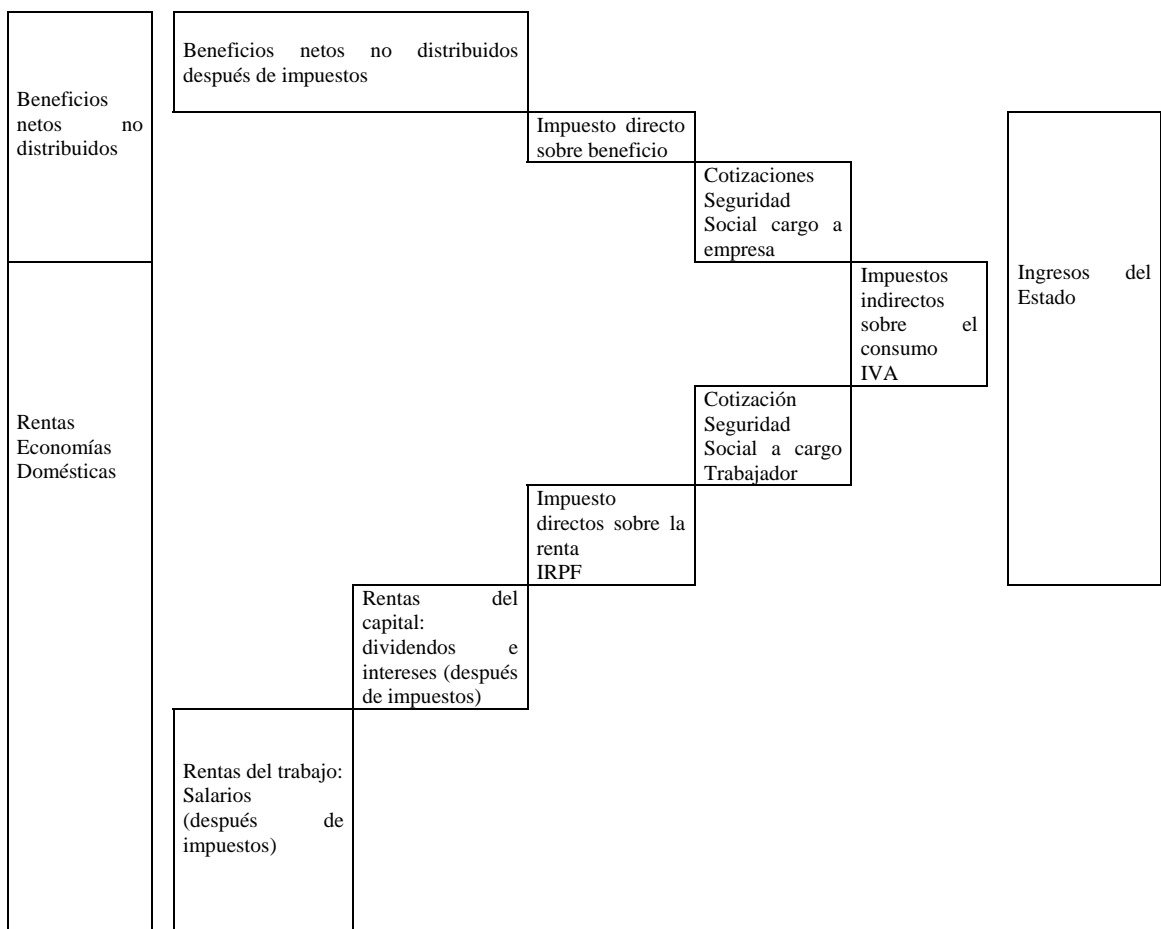 Beneficios netos no distribuidos
después de impuestos
Beneficios
netos no
distribuidos
Impuesto directo
sobre beneficio
Cotizaciones
Seguridad
Social cargo a
empresa
Impuestos
indirectos
sobre el
consumo
IVA
Ingresos del
Estado
Rentas
Economías
Domésticas
Cotización
Seguridad
Social a cargo
Trabajador
Impuesto
directos sobre la
renta
IRPF
Rentas del
capital:
dividendos e
intereses (después
de impuestos)
Rentas del trabajo:
Salarios
(después de
impuestos)